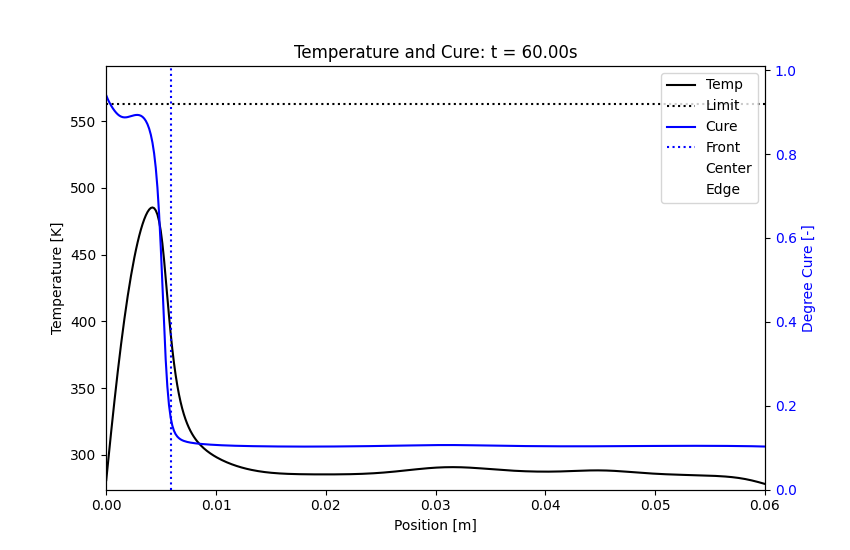 Temperature and Cure: t = 60.00s
Temp
Limit
Cure
Front
Center
Edge
Temperature [K]
550
500
450
400
350
300
Degree Cure [-]
1.0
0.8
0.6
0.4
0.2
0.0
0.00 0.01 0.02 0.03 0.04 0.05 0.06
Position [m]